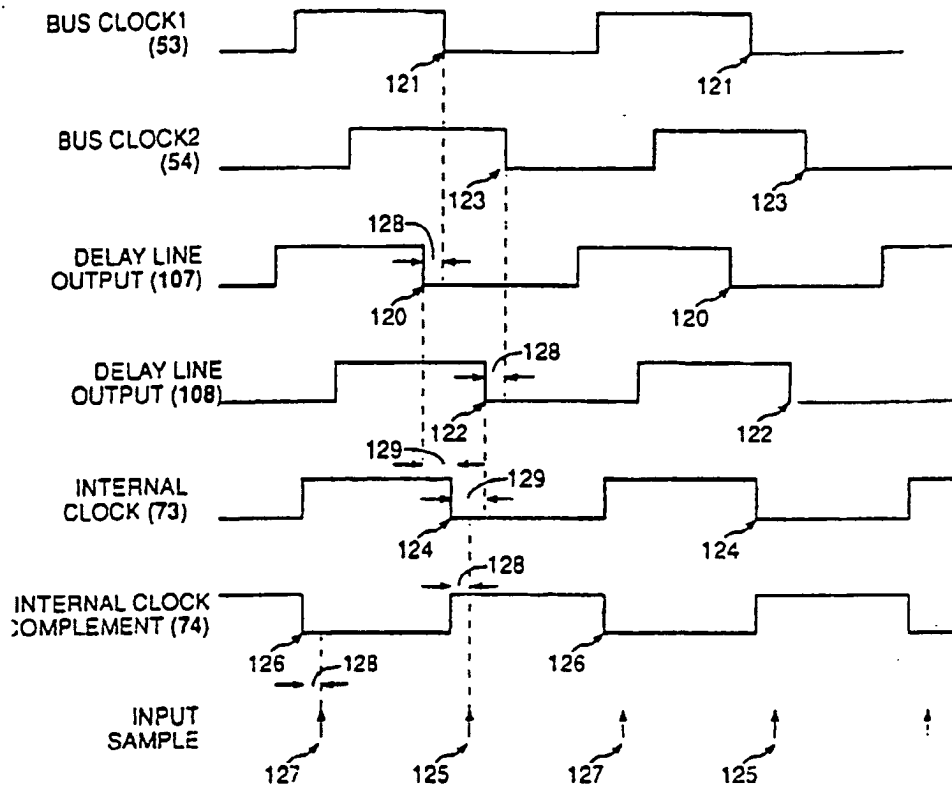 BUS CLOCK1
(53)
121
121
BUS CLOCK2
(54)
123
123
128
DELAY LINE
OUTPUT (107)
120
120
128
DELAY LINE
OUTPUT (108)
122
122
129
129
INTERNAL
CLOCK (73)
124
124
128
INTERNAL CLOCK
COMPLEMENT (74)
126
128
126
INPUT
SAMPLE
127
125
127
125